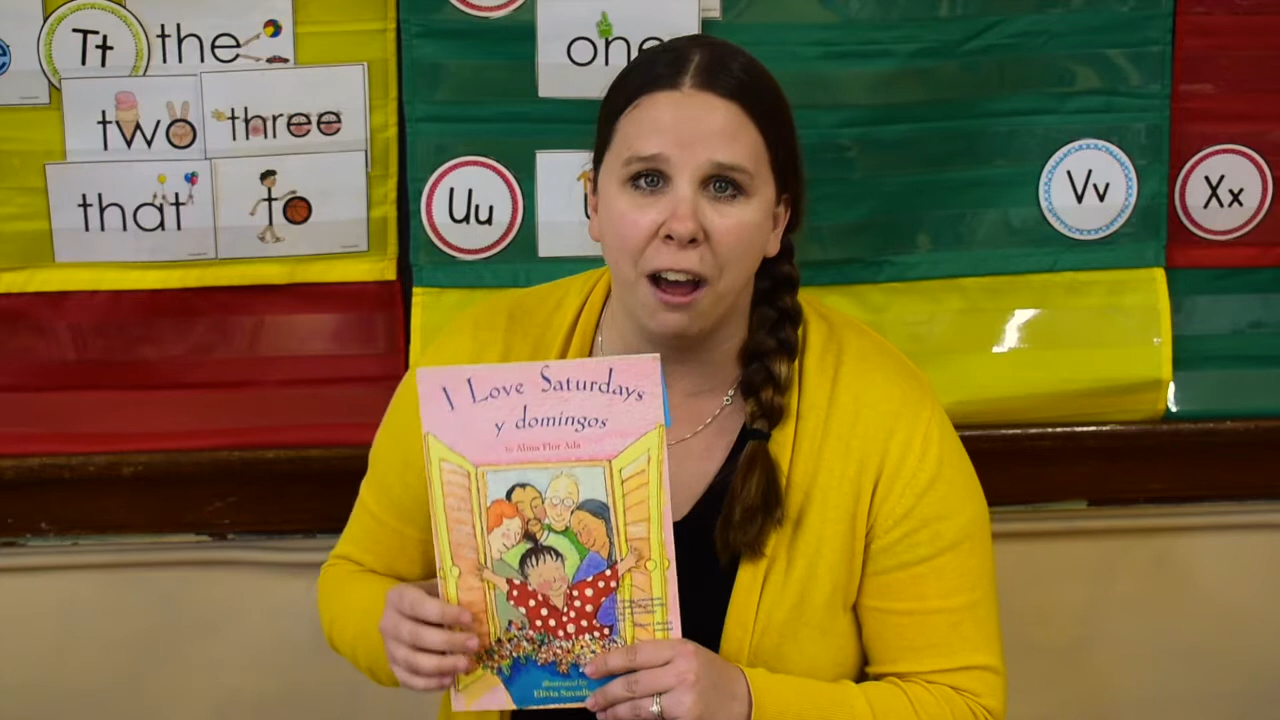 Tt
the
two
three
that
to
one
Uu
Vv
Xx
I Love Saturdays
y domingos
by Alma Flor Ada
illustrated by
Elivia